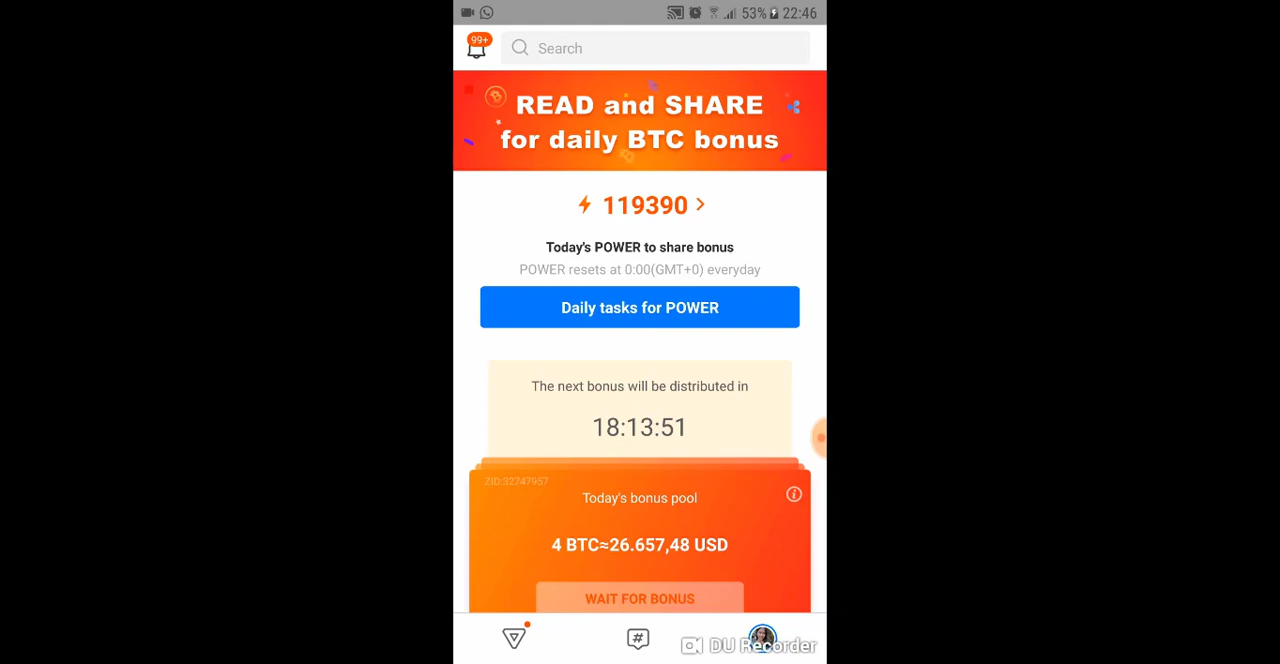 53% 22:46
99+
Search
READ and SHARE
for daily BTC bonus
119390
Today's POWER to share bonus
POWER resets at 0:00(GMT+0) everyday
Daily tasks for POWER
The next bonus will be distributed in
18:13:51
ZID:32747957
Today's bonus pool
4 BTC≈26.657,48 USD
WAIT FOR BONUS
DU Recorder